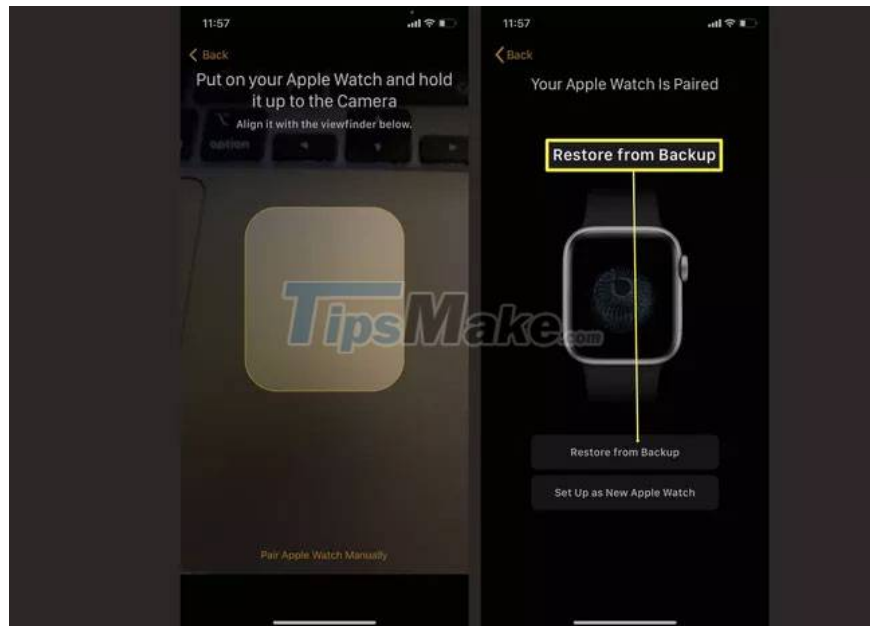 11:57
Back
Put on your Apple Watch and hold
it up to the Camera
Align it with the viewfinder below.
option
Pair Apple Watch Manually
11:57
Back
Your Apple Watch Is Paired
Restore from Backup
Restore from Backup
Set Up as New Apple Watch
TipsMake.com